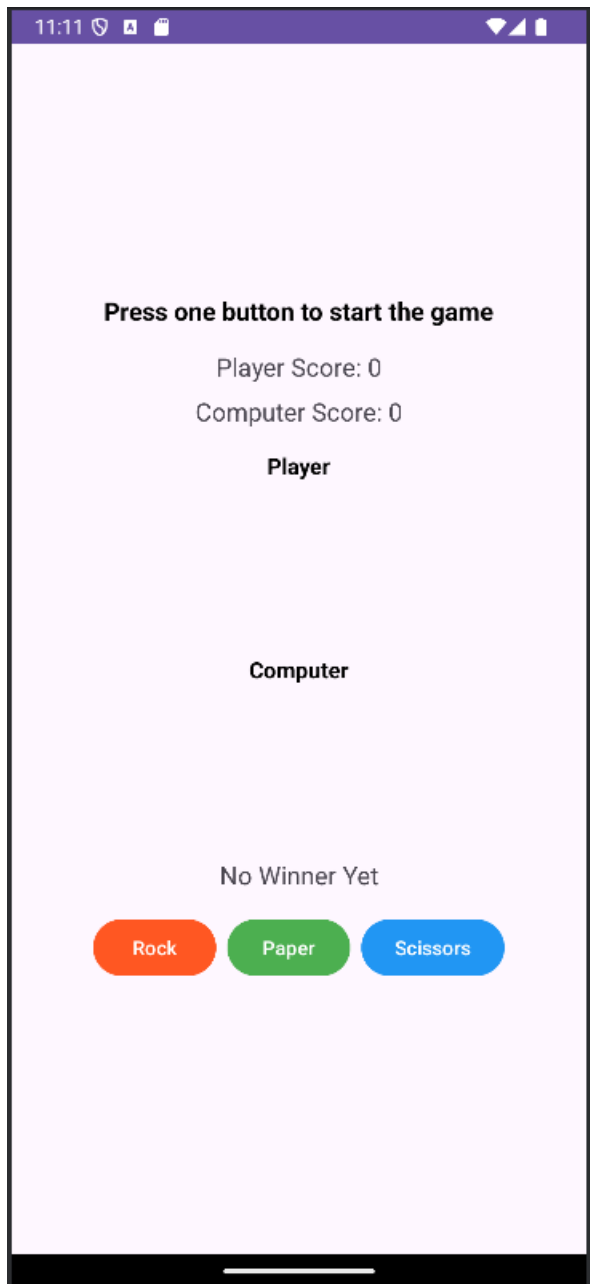 11:11
Press one button to start the game
Player Score: 0
Computer Score: 0
Player
Computer
No Winner Yet
Rock Paper Scissors